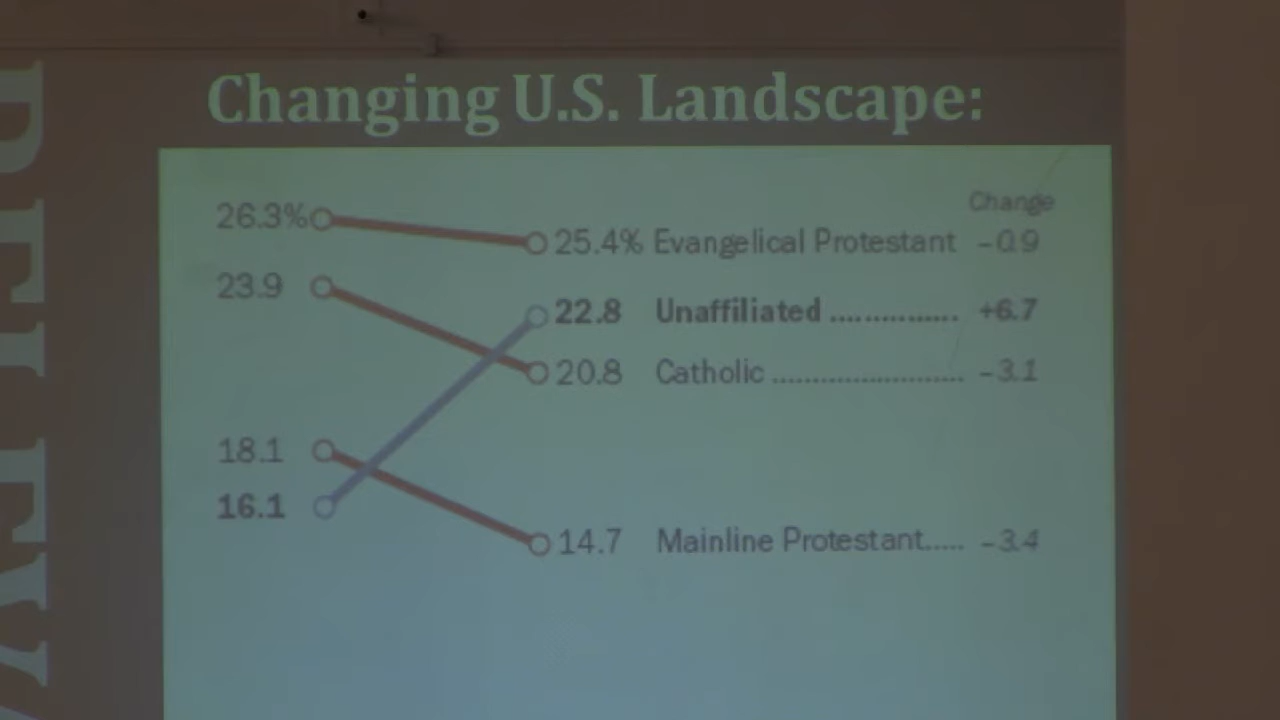 Changing U.S. Landscape:
Change
26.3% 25.4% Evangelical Protestant -0.9
23.9 22.8 Unaffiliated ................ +6.7
20.8 Catholic ........................ -3.1
18.1
16.1
14.7 Mainline Protestant..... -3.4